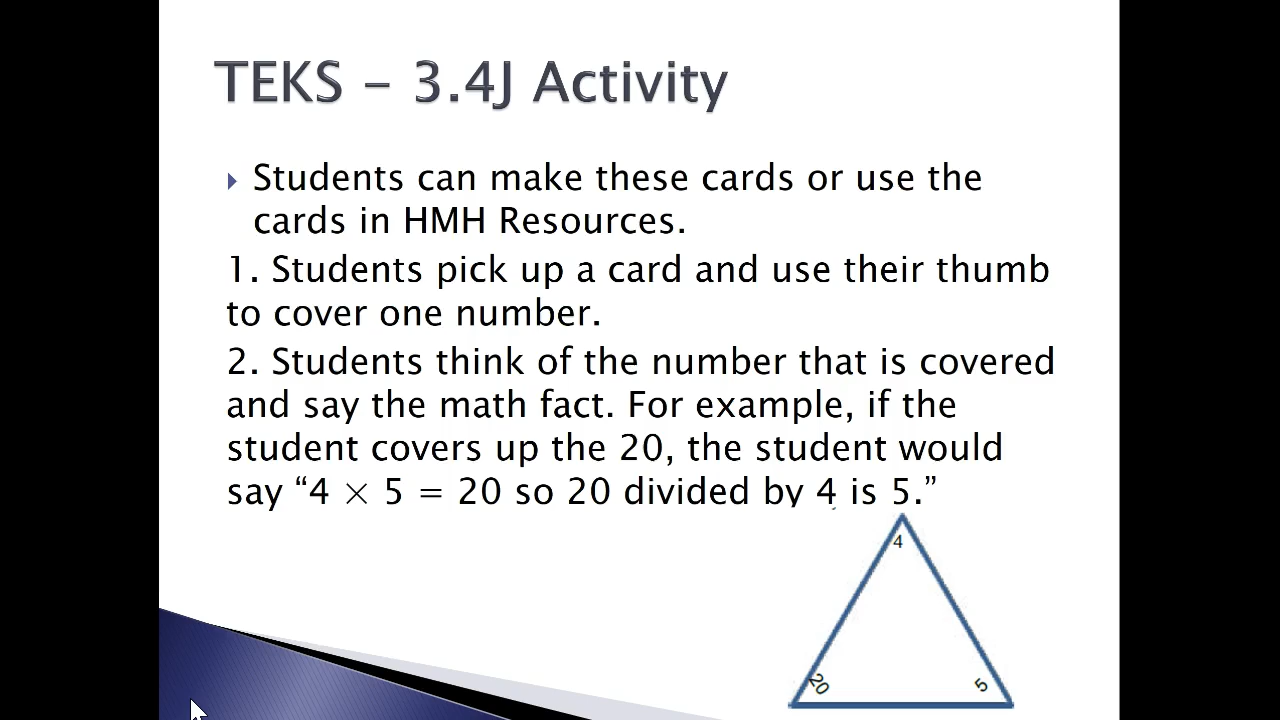 TEKS – 3.4J Activity
Students can make these cards or use the
cards in HMH Resources.
1. Students pick up a card and use their thumb
to cover one number.
2. Students think of the number that is covered
and say the math fact. For example, if the
student covers up the 20, the student would
say “4 × 5 = 20 so 20 divided by 4 is 5.”
4
20
5